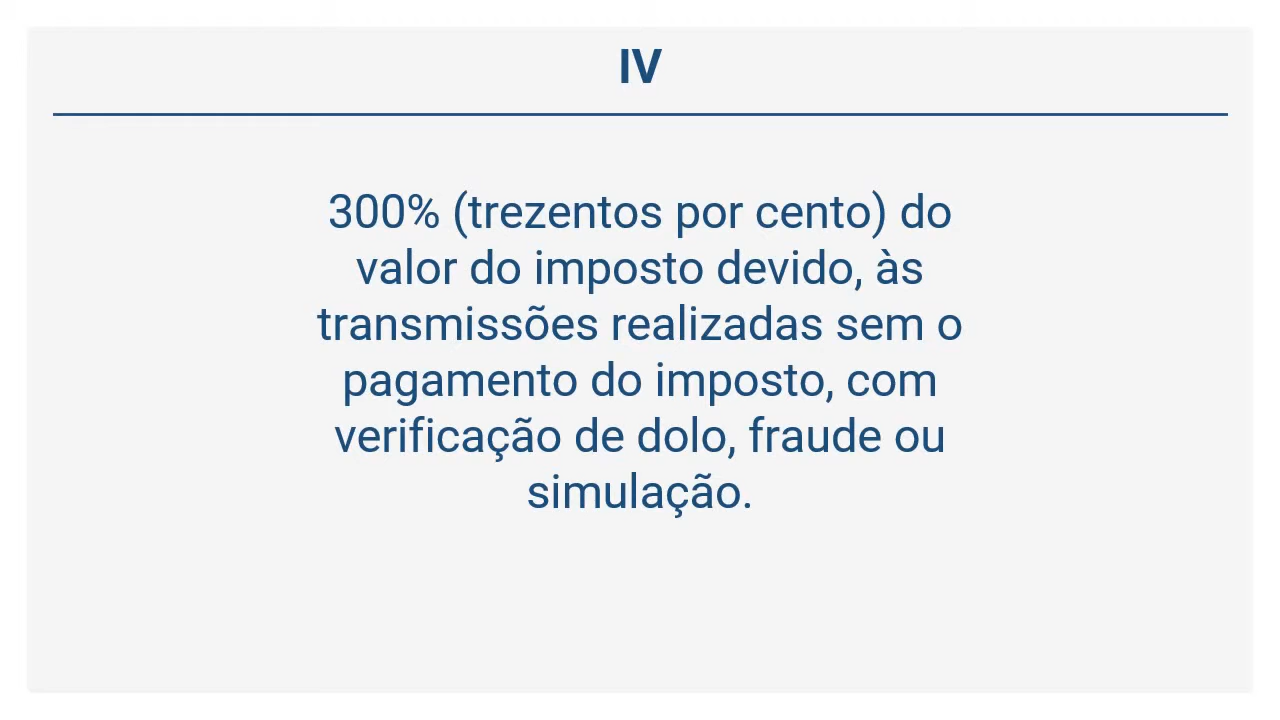 IV
300% (trezentos por cento) do
valor do imposto devido, às
transmissões realizadas sem o
pagamento do imposto, com
verificação de dolo, fraude ou
simulação.